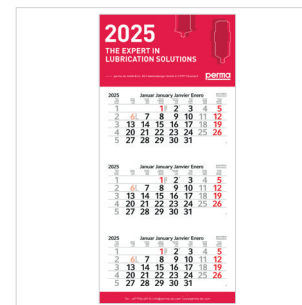 2025
THE EXPERT IN
LUBRICATION SOLUTIONS
perma
2025 Januar January Janvier Enero
1 1 2 3 4 5
2 6 7 8 9 10 11 12
3 13 14 15 16 17 18 19
4 20 21 22 23 24 25 26
5 27 28 29 30 31
2025 Januar January Janvier Enero
1 1 2 3 4 5
2 6 7 8 9 10 11 12
3 13 14 15 16 17 18 19
4 20 21 22 23 24 25 26
5 27 28 29 30 31
2025 Januar January Janvier Enero
1 1 2 3 4 5
2 6 7 8 9 10 11 12
3 13 14 15 16 17 18 19
4 20 21 22 23 24 25 26
5 27 28 29 30 31